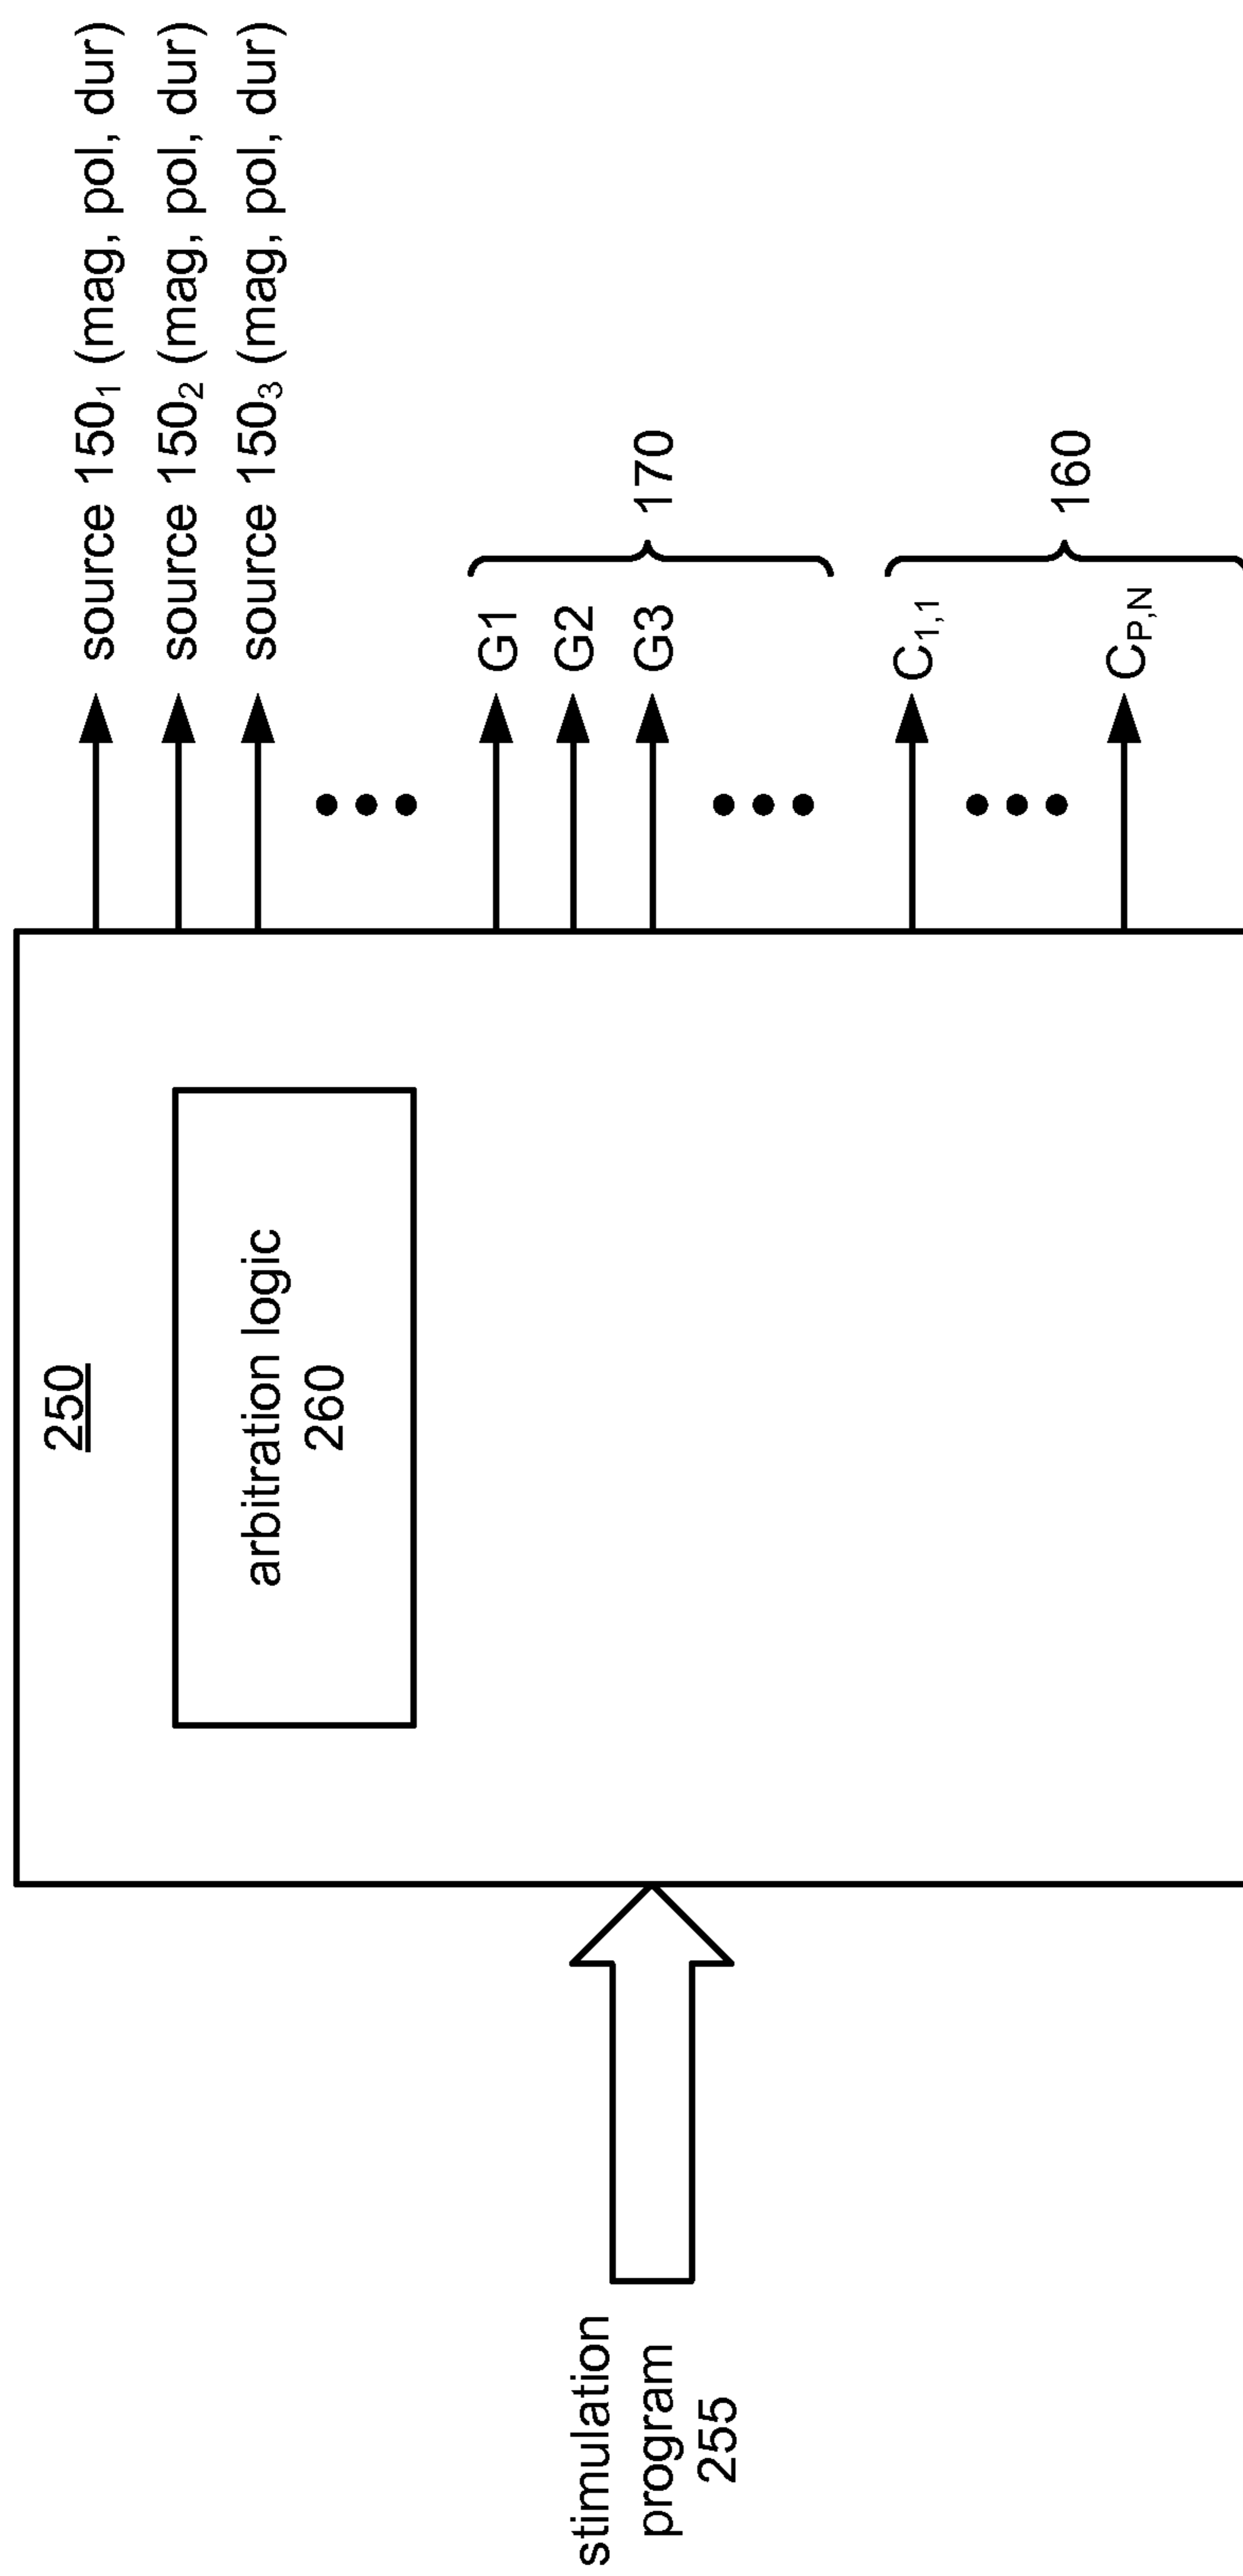 stimulation
program
255
250
arbitration logic
260
source 150₁ (mag, pol, dur)
source 150₂ (mag, pol, dur)
source 150₃ (mag, pol, dur)
G1
G2
G3
170
C₁,₁
C_P,N
160